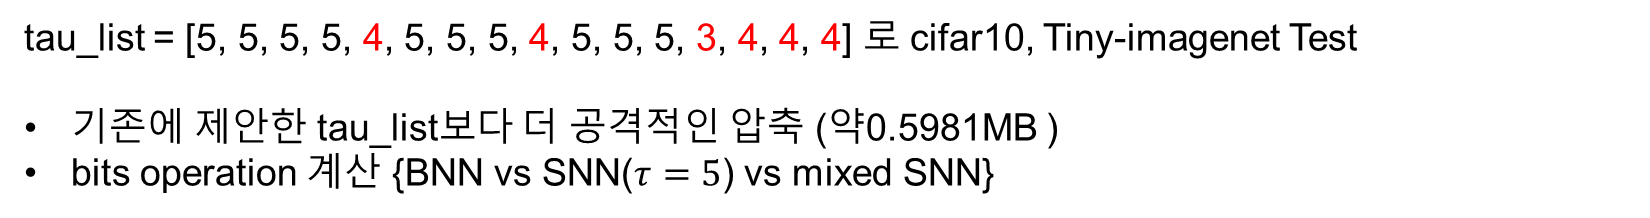 tau_list = [5, 5, 5, 5, 4, 5, 5, 5, 4, 5, 5, 5, 3, 4, 4, 4] 로 cifar10, Tiny-imagenet Test
• 기존에 제안한 tau_list보다 더 공격적인 압축 (약0.5981MB )
• bits operation 계산 {BNN vs SNN(𝜏 = 5) vs mixed SNN}